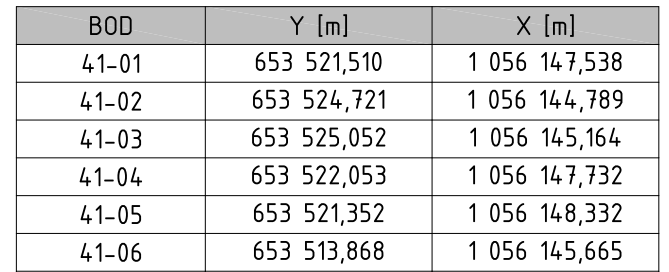 BOD Y [m] X [m]
41-01 653 521,510 1 056 147,538
41-02 653 524,721 1 056 144,789
41-03 653 525,052 1 056 145,164
41-04 653 522,053 1 056 147,732
41-05 653 521,352 1 056 148,332
41-06 653 513,868 1 056 145,665